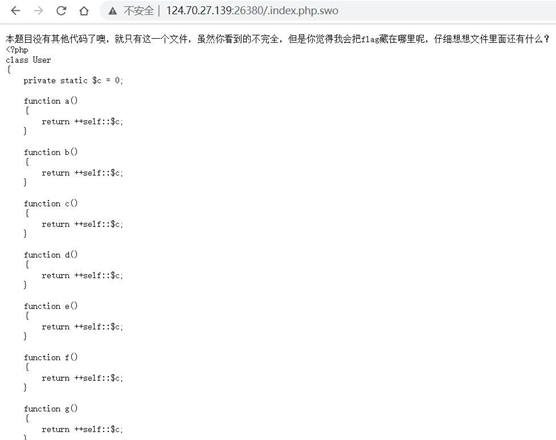 不安全 | 124.70.27.139:26380/.index.php.swo
本题目没有其他代码了噢，就只有这一个文件，虽然你看到的不完全，但是你觉得我会把flag藏在哪里呢，仔细想想文件里面还有什么？
<?php
class User
{
    private static $c = 0;

    function a()
    {
        return ++self::$c;
    }

    function b()
    {
        return ++self::$c;
    }

    function c()
    {
        return ++self::$c;
    }

    function d()
    {
        return ++self::$c;
    }

    function e()
    {
        return ++self::$c;
    }

    function f()
    {
        return ++self::$c;
    }

    function g()
    {
        return ++self::$c;
    }